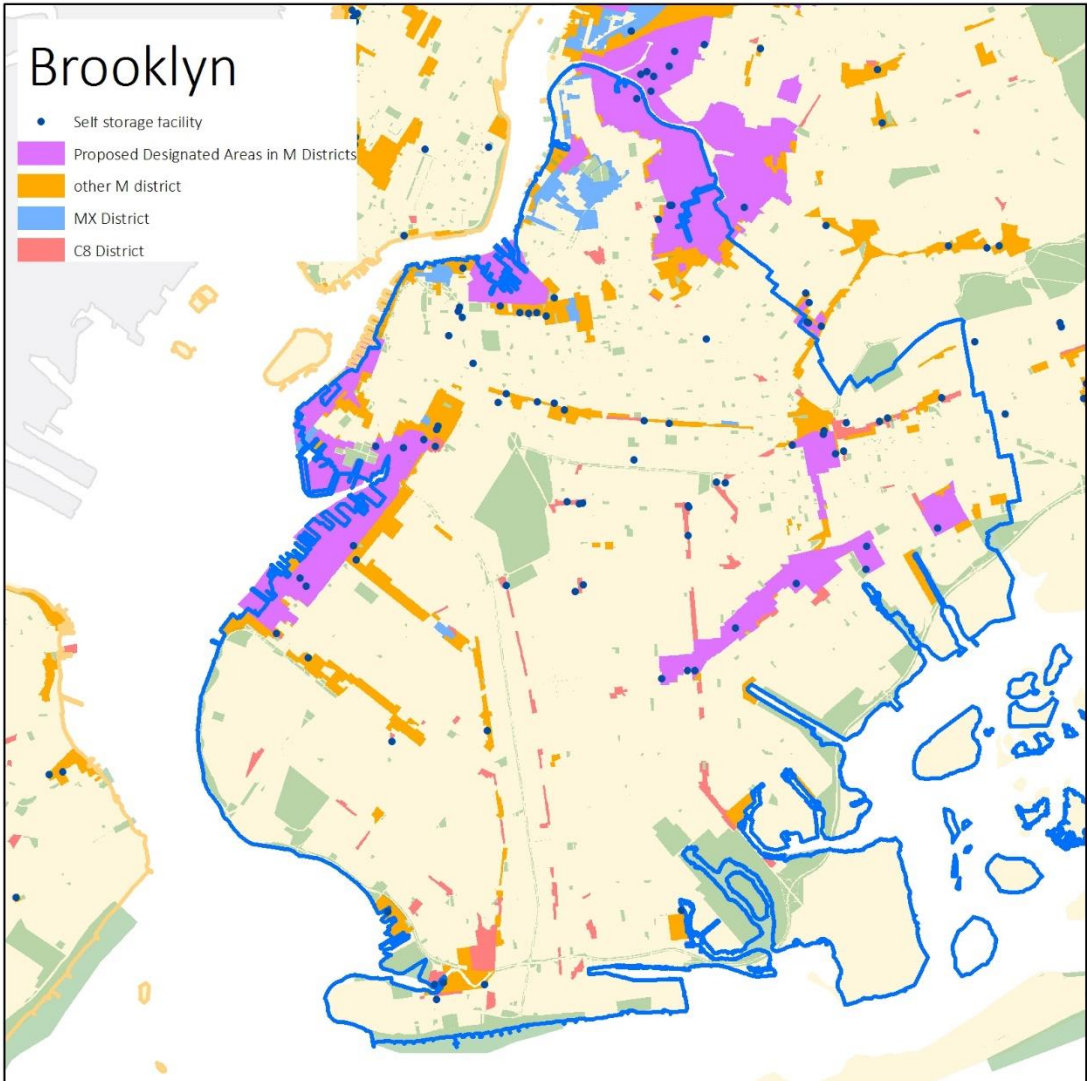 Brooklyn
Self storage facility
Proposed Designated Areas in M Districts
other M district
MX District
C8 District